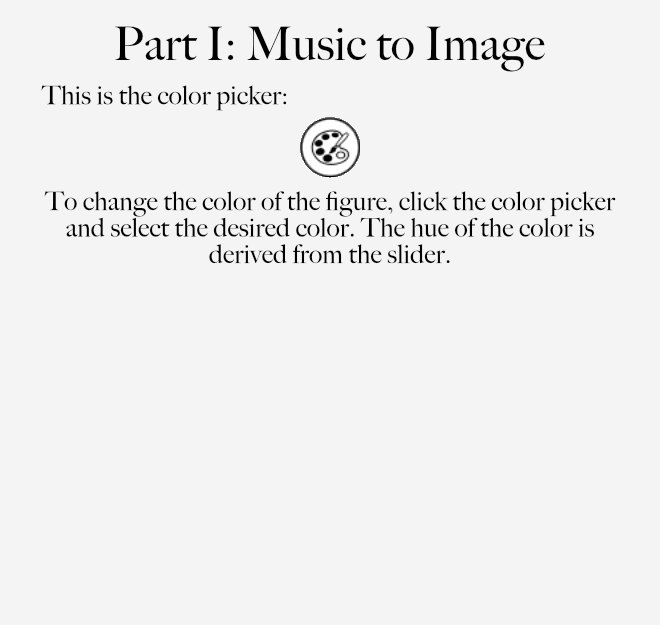 Part I: Music to Image
This is the color picker:
To change the color of the figure, click the color picker
and select the desired color. The hue of the color is
derived from the slider.